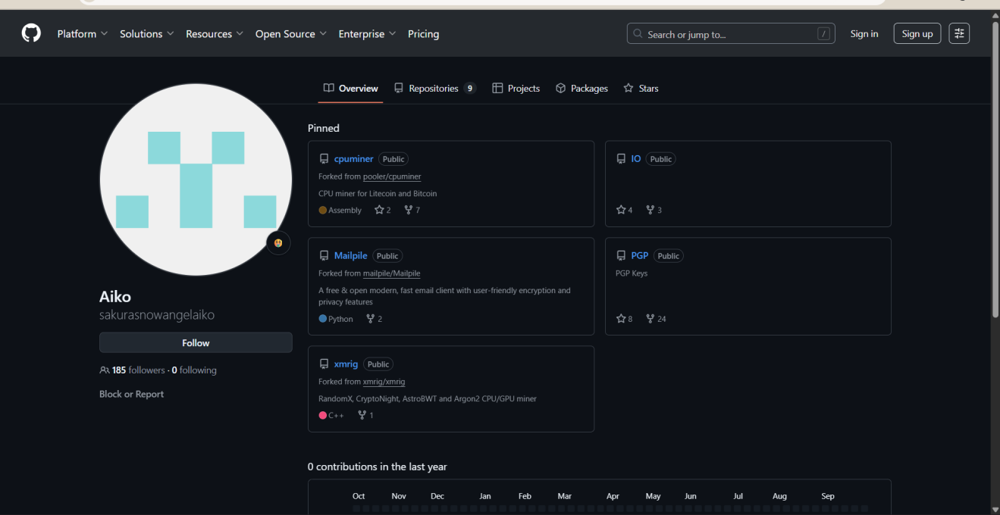 Platform Solutions Resources Open Source Enterprise Pricing Search or jump to... / Sign in Sign up
Overview Repositories 9 Projects Packages Stars
Aiko
sakurasnowangelaiko
Follow
185 followers · 0 following
Block or Report
Pinned
cpuminer Public
Forked from pooler/cpuminer
CPU miner for Litecoin and Bitcoin
Assembly 2 7
IO Public
4 3
Mailpile Public
Forked from mailpile/Mailpile
A free & open modern, fast email client with user-friendly encryption and
privacy features
Python 2
PGP Public
PGP Keys
8 24
xmrig Public
Forked from xmrig/xmrig
RandomX, CryptoNight, AstroBWT and Argon2 CPU/GPU miner
C++ 1
0 contributions in the last year
Oct Nov Dec Jan Feb Mar Apr May Jun Jul Aug Sep